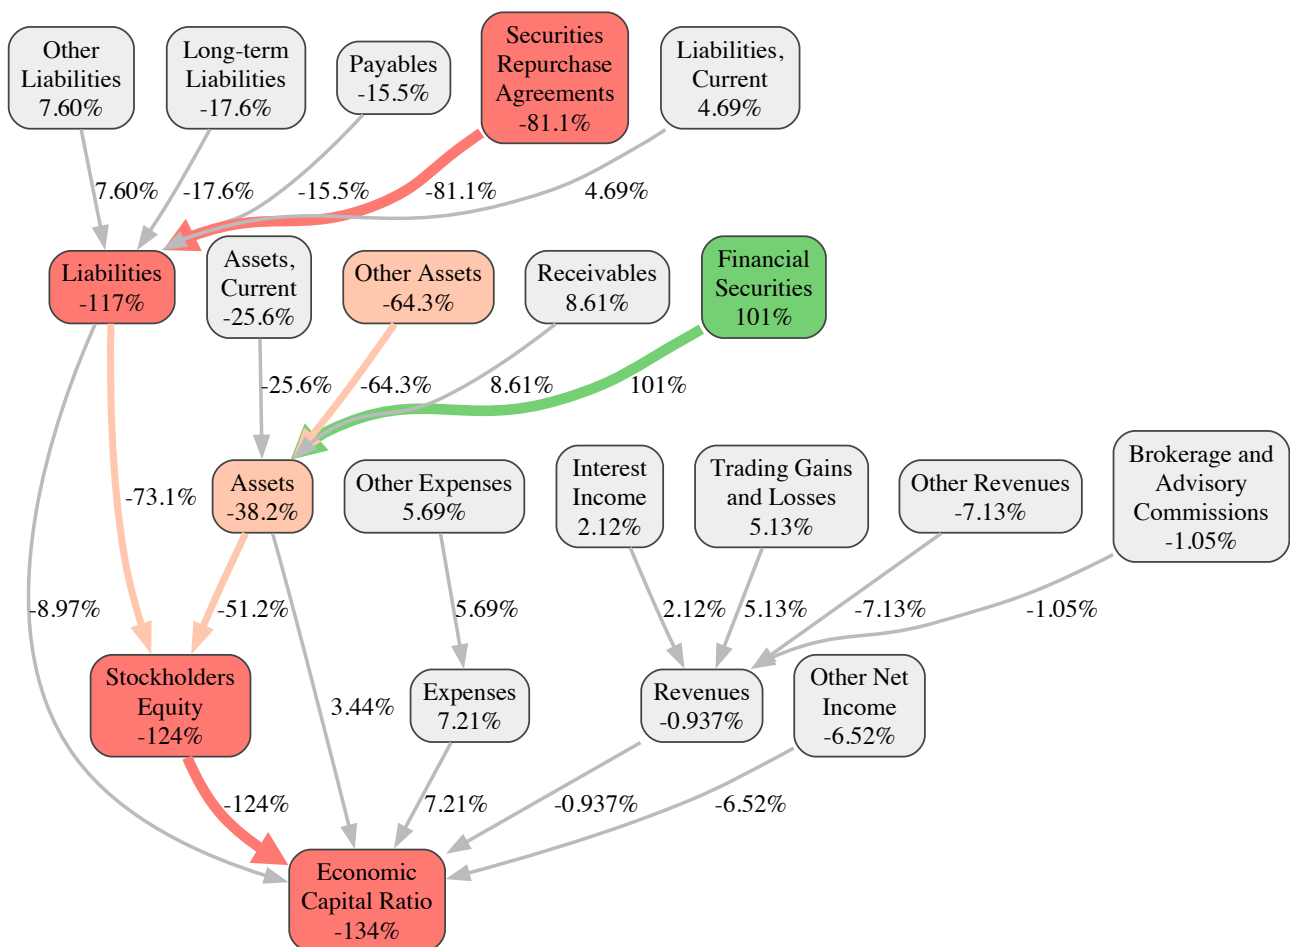 Other
Liabilities
7.60%
Long-term
Liabilities
-17.6%
Payables
-15.5%
Securities
Repurchase
Agreements
-81.1%
Liabilities,
Current
4.69%
7.60%
-17.6%
-15.5%
-81.1%
4.69%
Liabilities
-117%
Assets,
Current
-25.6%
Other Assets
-64.3%
Receivables
8.61%
Financial
Securities
101%
-25.6%
-64.3%
8.61%
101%
-73.1%
Assets
-38.2%
Other Expenses
5.69%
Interest
Income
2.12%
Trading Gains
and Losses
5.13%
Other Revenues
-7.13%
Brokerage and
Advisory
Commissions
-1.05%
-8.97%
-51.2%
5.69%
2.12%
5.13%
-7.13%
-1.05%
Stockholders
Equity
-124%
3.44%
Expenses
7.21%
Revenues
-0.937%
Other Net
Income
-6.52%
-124%
7.21%
-0.937%
-6.52%
Economic
Capital Ratio
-134%